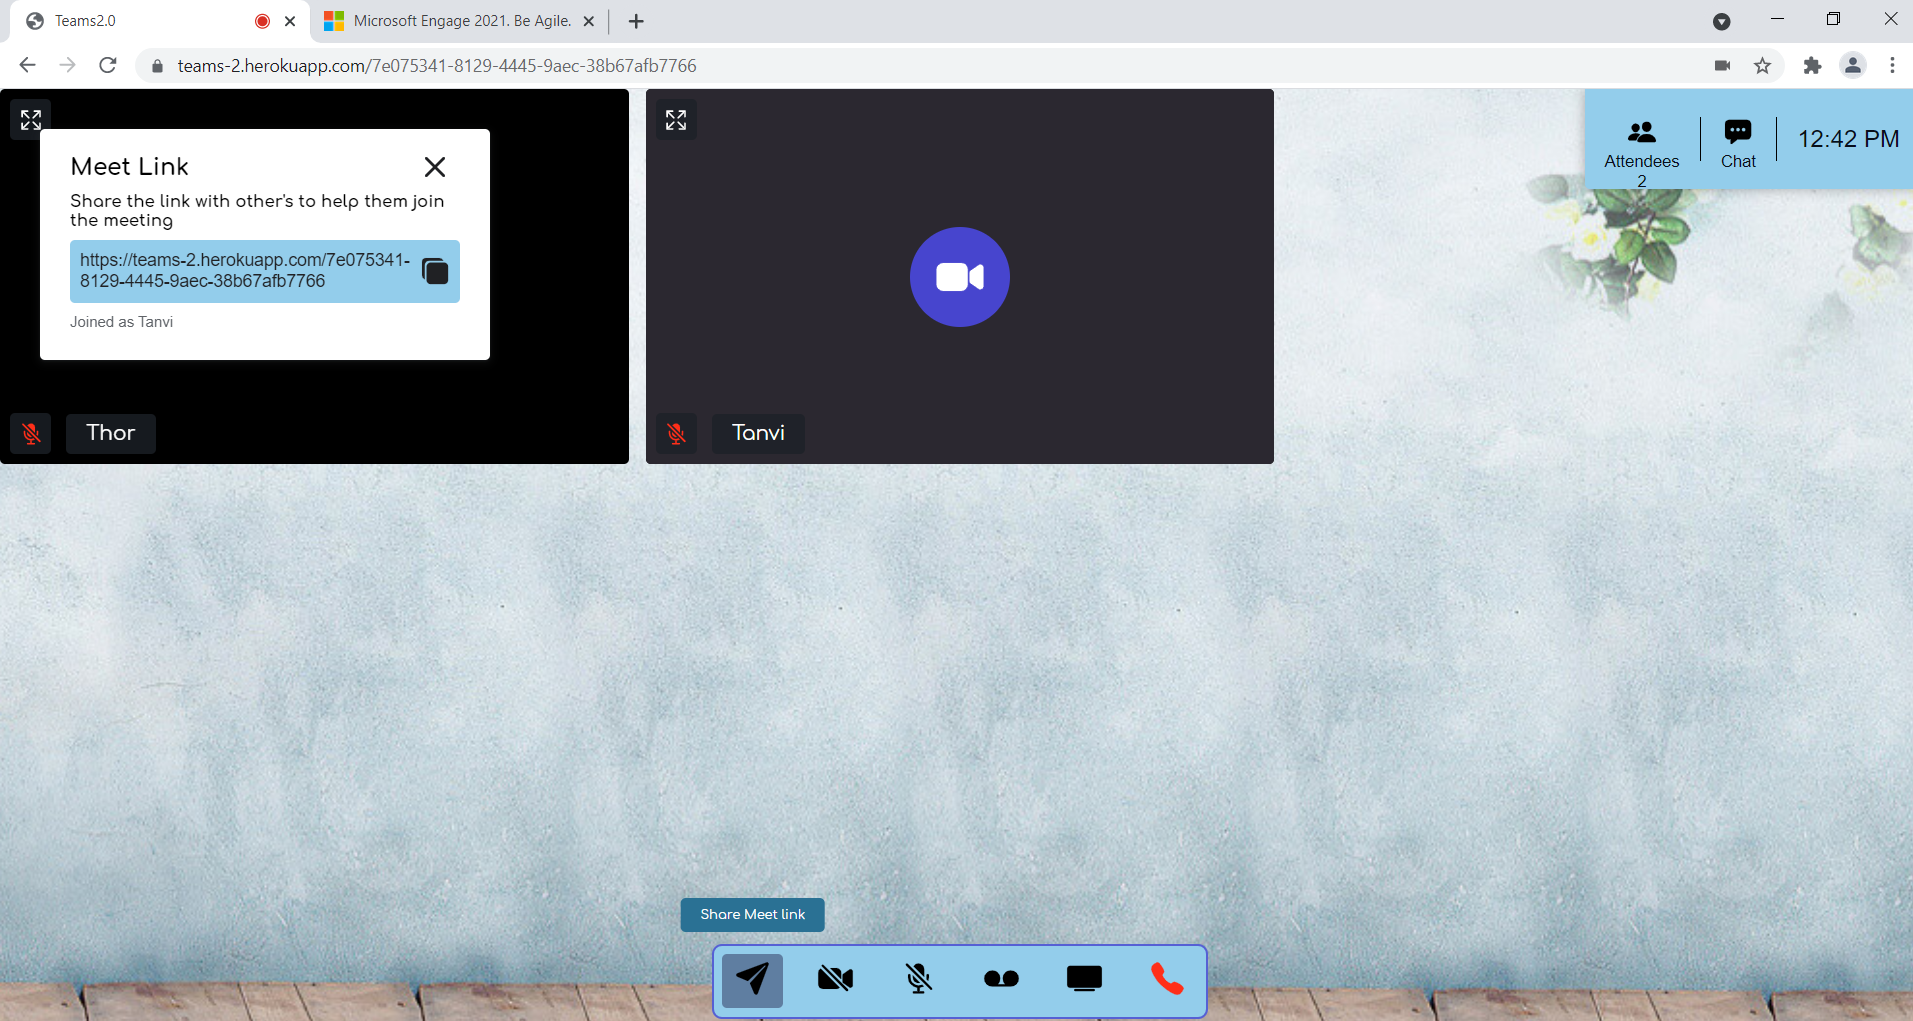 Teams2.0
Microsoft Engage 2021. Be Agile.
teams-2.herokuapp.com/7e075341-8129-4445-9aec-38b67afb7766
Meet Link
Share the link with other's to help them join
the meeting
https://teams-2.herokuapp.com/7e075341-
8129-4445-9aec-38b67afb7766
Joined as Tanvi
Thor
Tanvi
Attendees
2
Chat
12:42 PM
Share Meet link